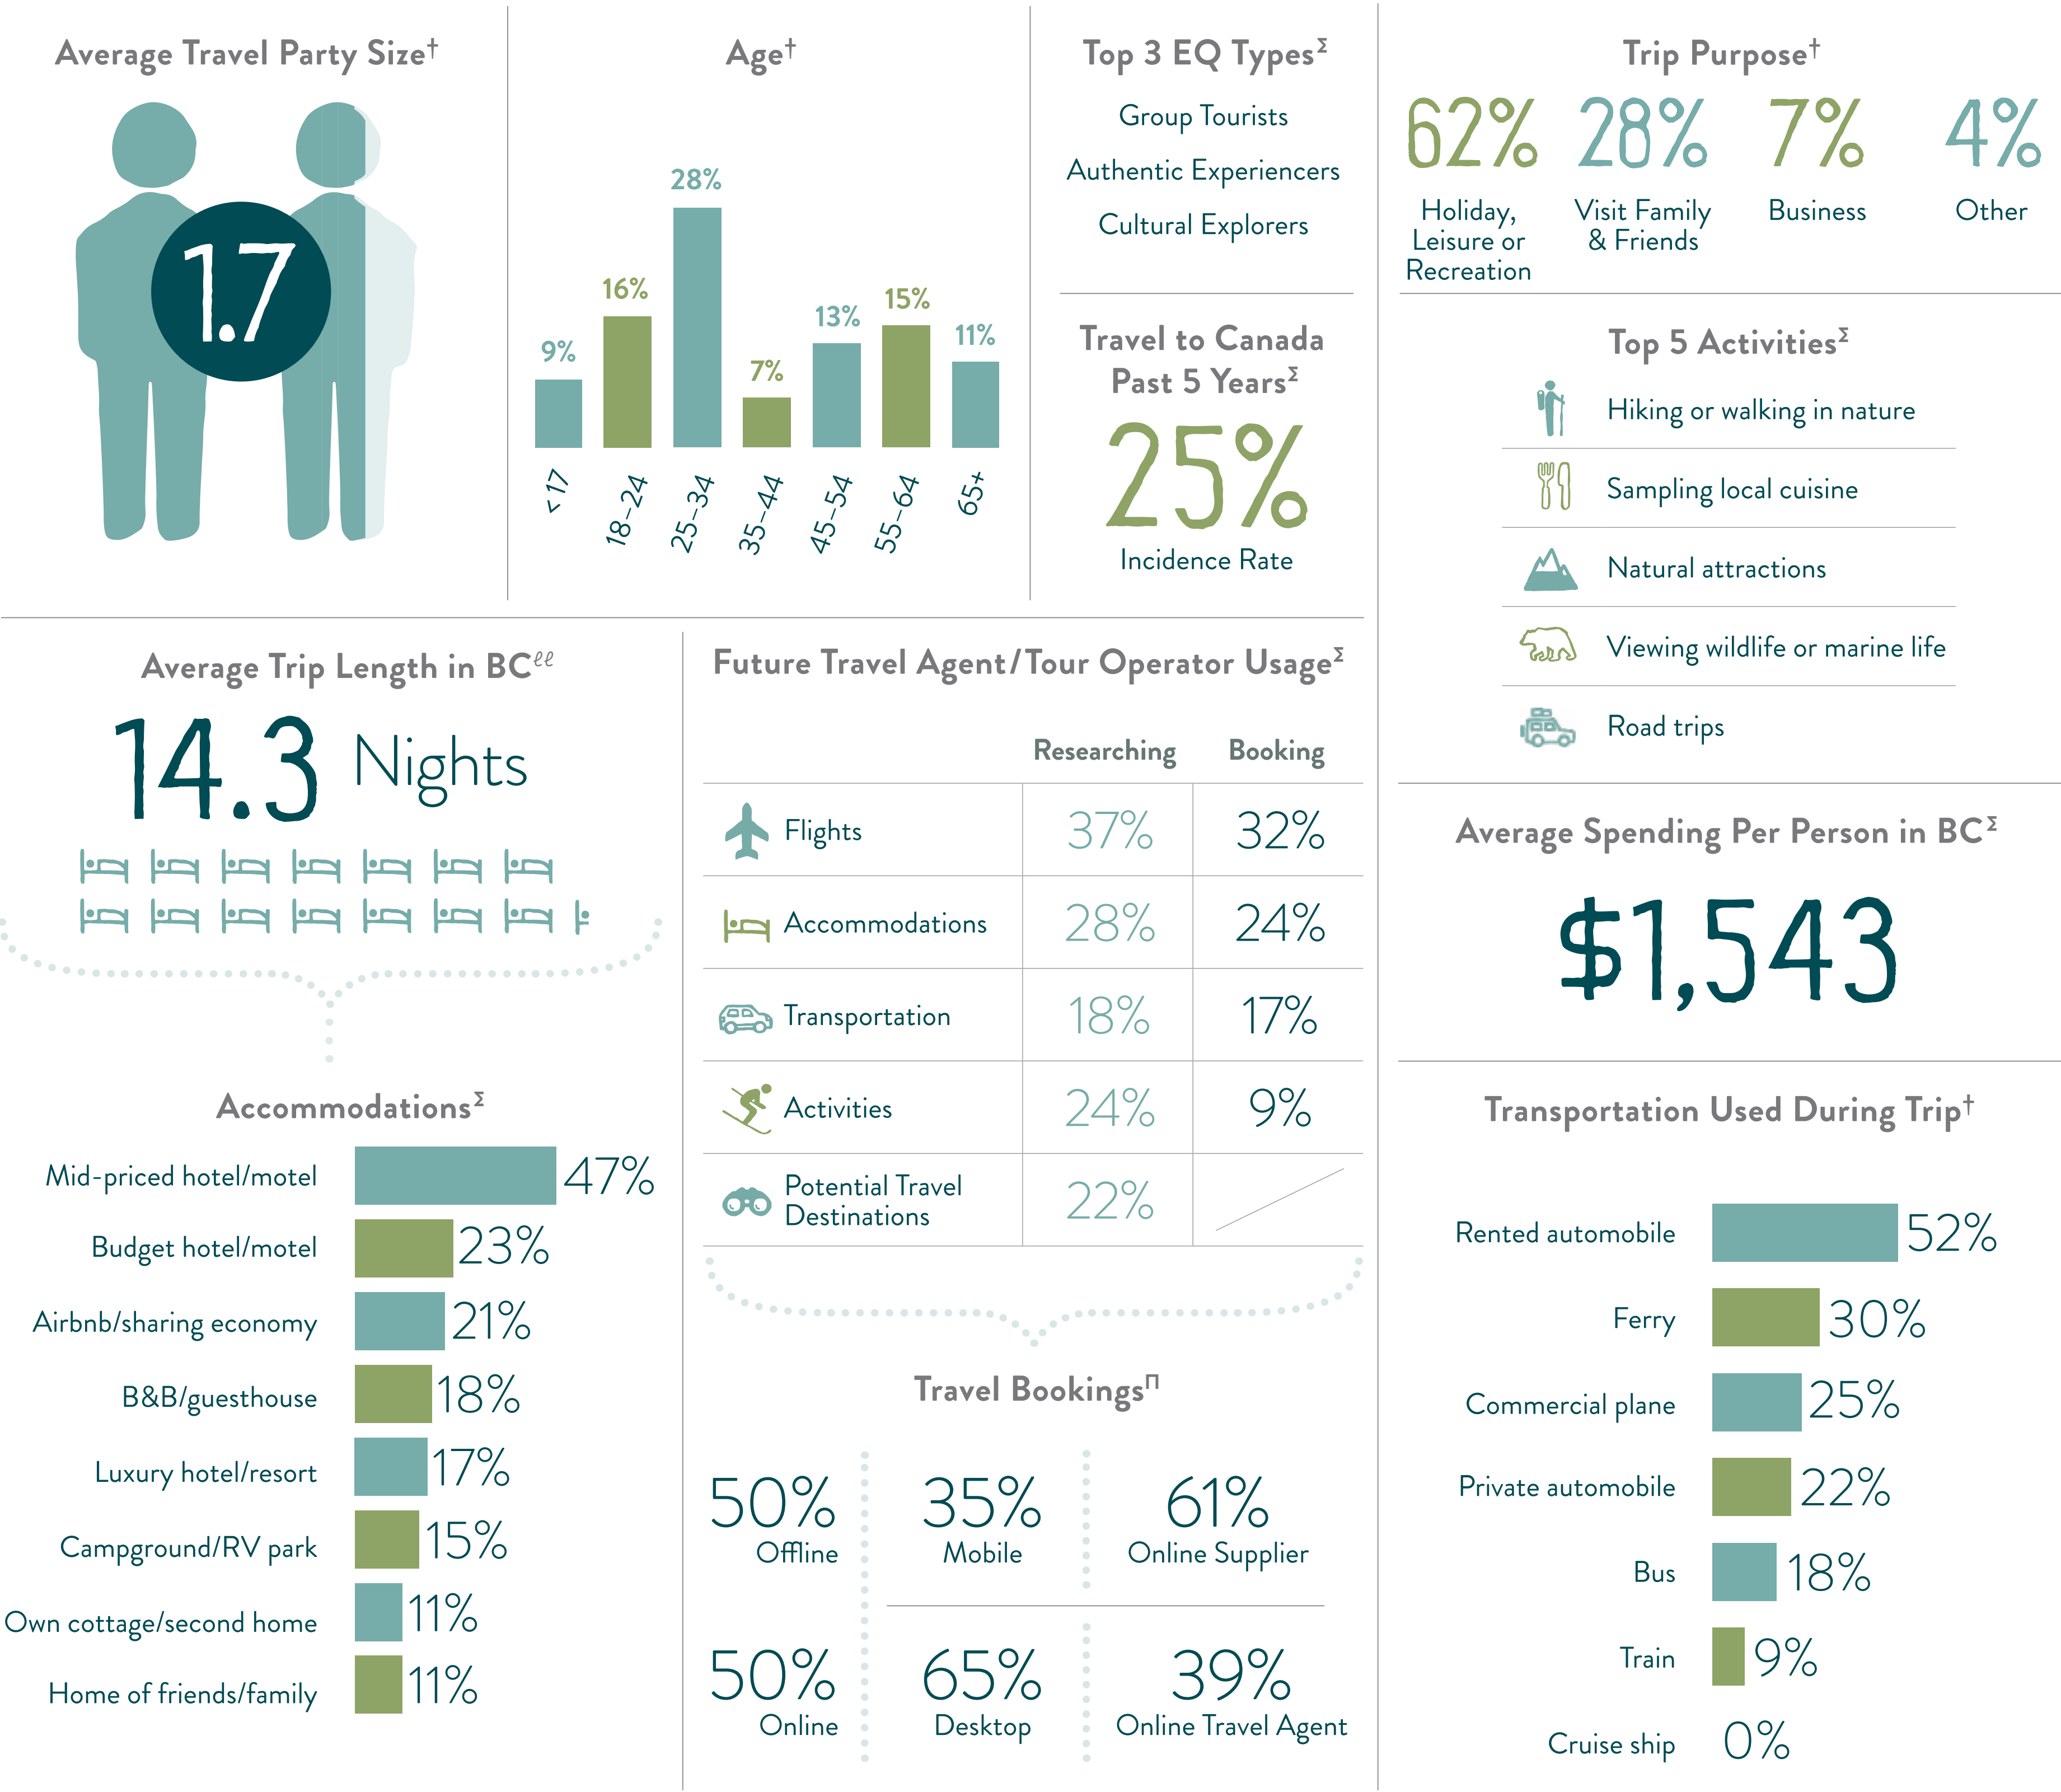 Average Travel Party Size†
1.7
Age†
9%
16%
28%
7%
13%
15%
11%
<17
18–24
25–34
35–44
45–54
55–64
65+
Top 3 EQ Types Σ
Group Tourists
Authentic Experiencers
Cultural Explorers
Travel to Canada
Past 5 Years Σ
25%
Incidence Rate
Trip Purpose†
62%
Holiday,
Leisure or
Recreation
28%
Visit Family
& Friends
7%
Business
4%
Other
Top 5 Activities Σ
Hiking or walking in nature
Sampling local cuisine
Natural attractions
Viewing wildlife or marine life
Road trips
Average Trip Length in BC ℓℓ
14.3 Nights
Accommodations Σ
Mid-priced hotel/motel 47%
Budget hotel/motel 23%
Airbnb/sharing economy 21%
B&B/guesthouse 18%
Luxury hotel/resort 17%
Campground/RV park 15%
Own cottage/second home 11%
Home of friends/family 11%
Future Travel Agent/Tour Operator Usage Σ
Researching Booking
Flights 37% 32%
Accommodations 28% 24%
Transportation 18% 17%
Activities 24% 9%
Potential Travel
Destinations 22%
Travel Bookings Π
50%
Offline
35%
Mobile
61%
Online Supplier
50%
Online
65%
Desktop
39%
Online Travel Agent
Average Spending Per Person in BC Σ
$1,543
Transportation Used During Trip†
Rented automobile 52%
Ferry 30%
Commercial plane 25%
Private automobile 22%
Bus 18%
Train 9%
Cruise ship 0%